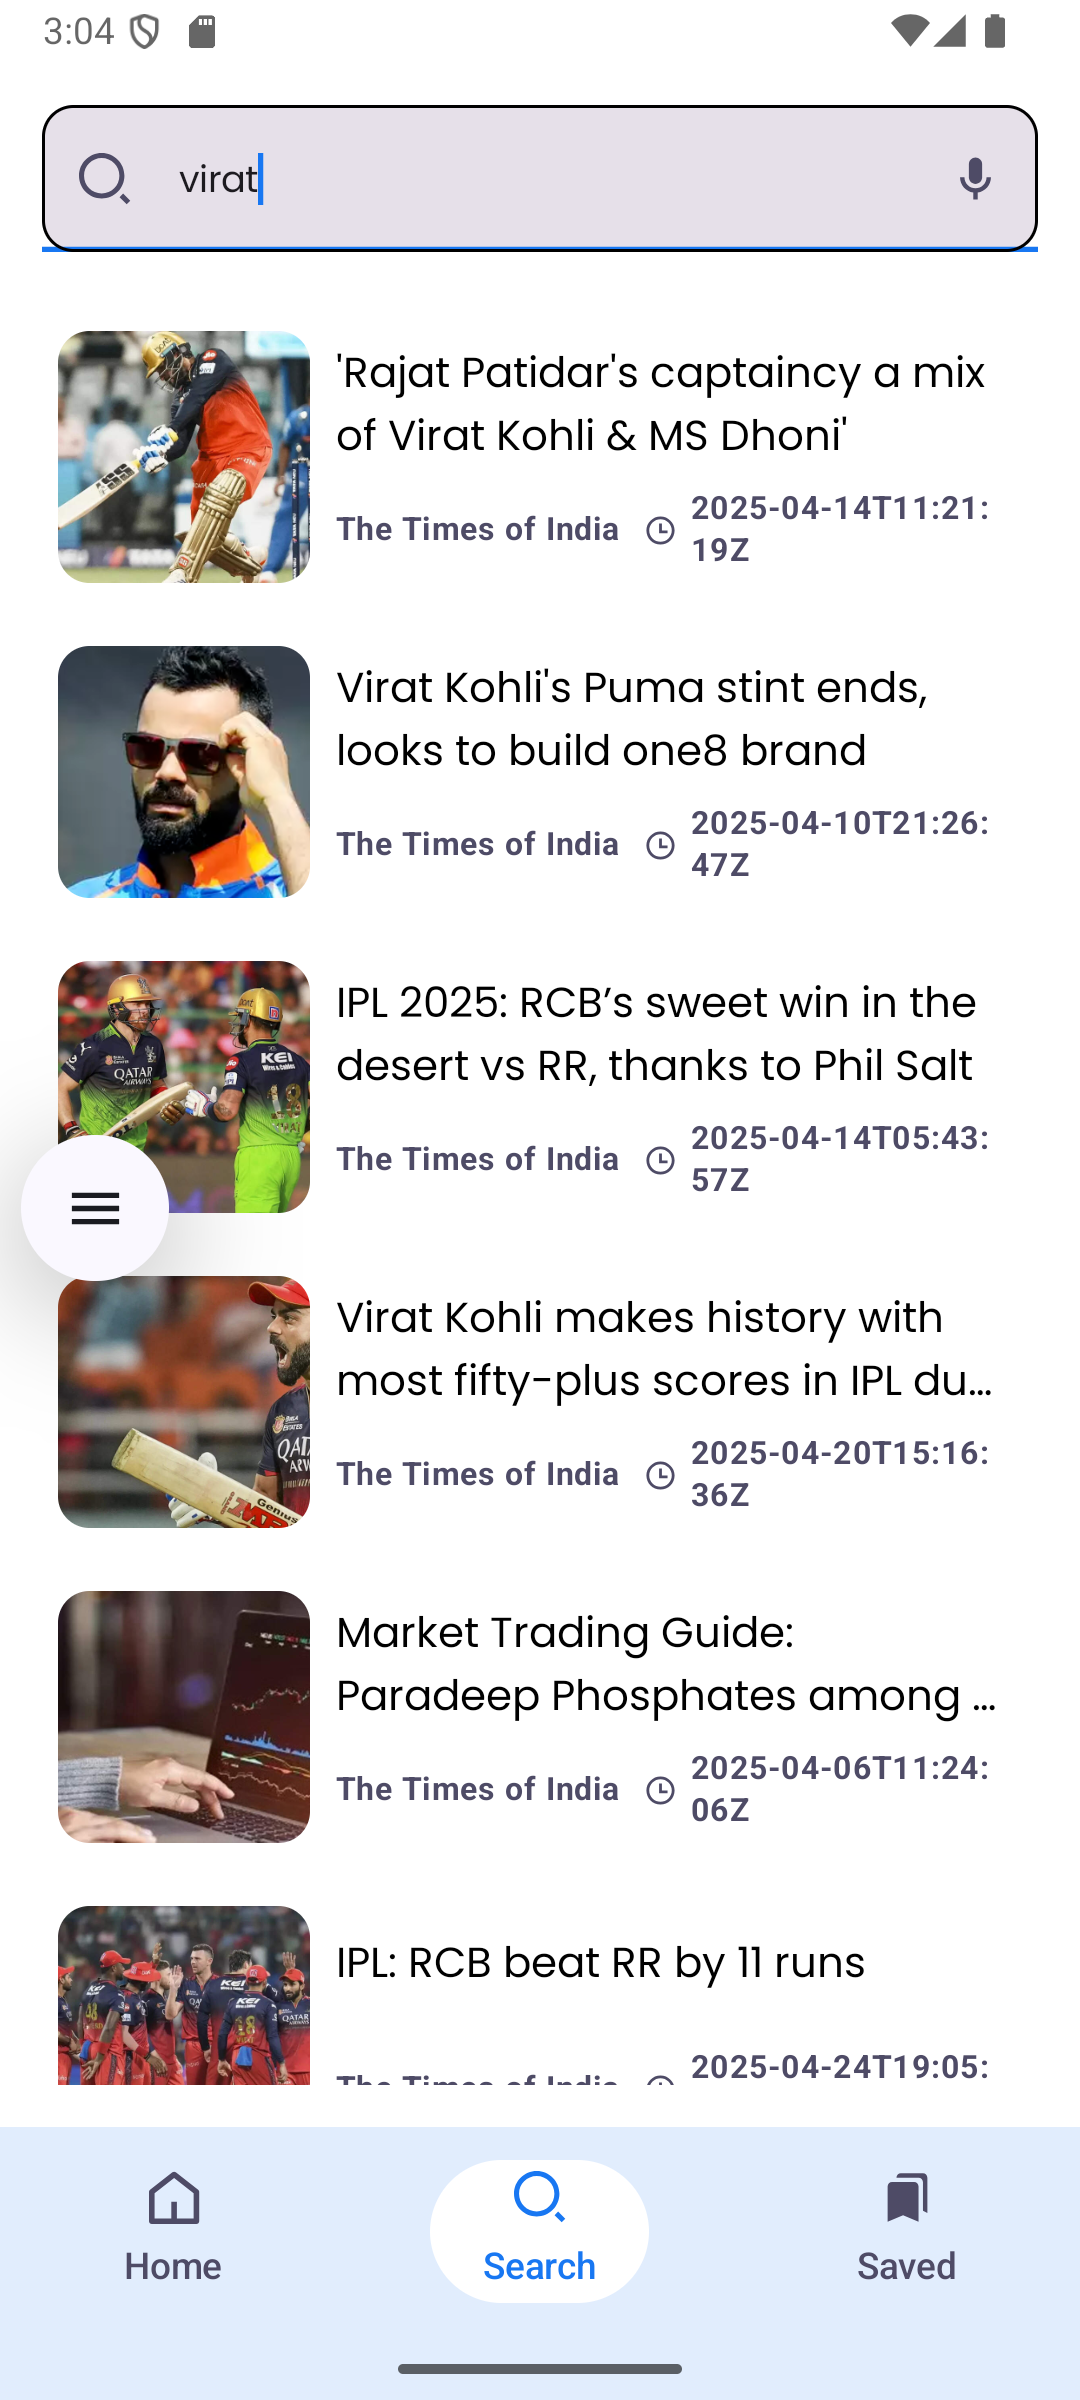 3:04
virat
'Rajat Patidar's captaincy a mix
of Virat Kohli & MS Dhoni'
The Times of India
2025-04-14T11:21:
19Z
Virat Kohli's Puma stint ends,
looks to build one8 brand
The Times of India
2025-04-10T21:26:
47Z
IPL 2025: RCB’s sweet win in the
desert vs RR, thanks to Phil Salt
The Times of India
2025-04-14T05:43:
57Z
Virat Kohli makes history with
most fifty-plus scores in IPL du...
The Times of India
2025-04-20T15:16:
36Z
Market Trading Guide:
Paradeep Phosphates among ...
The Times of India
2025-04-06T11:24:
06Z
IPL: RCB beat RR by 11 runs
The Times of India
2025-04-24T19:05:
Home
Search
Saved